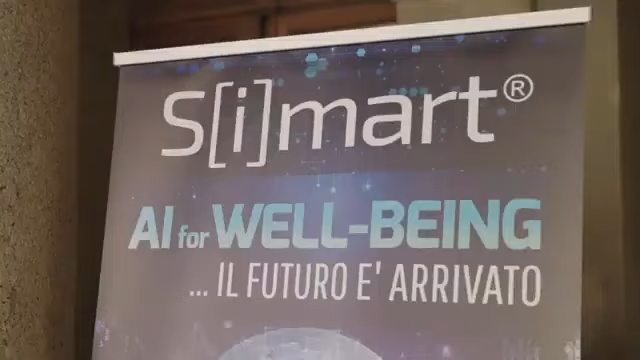 S[i]mart®
AI for WELL-BEING
... IL FUTURO E' ARRIVATO